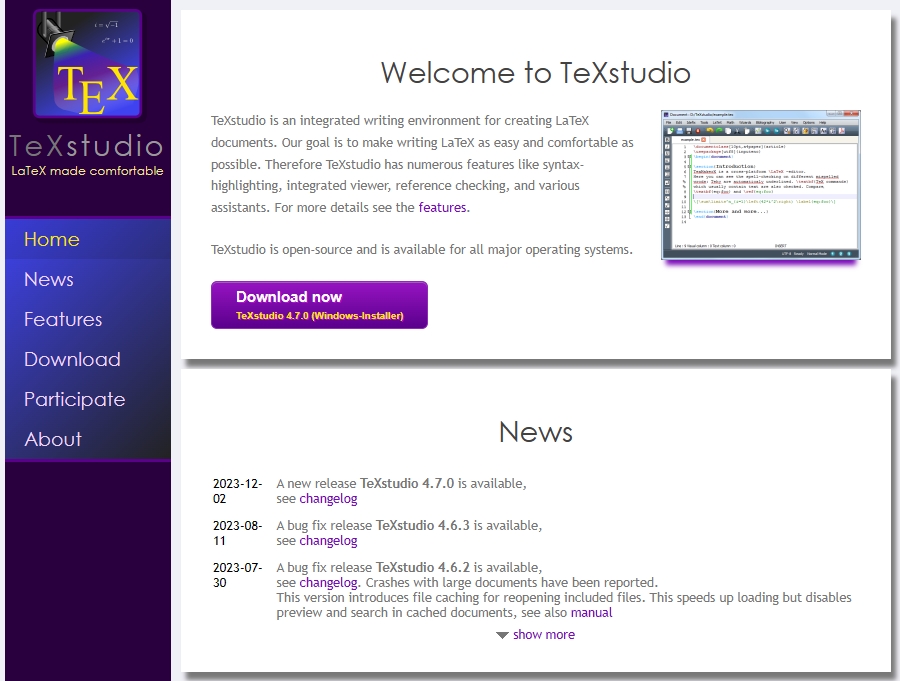 TeX
TeXstudio
LaTeX made comfortable
Home
News
Features
Download
Participate
About
Welcome to TeXstudio
TeXstudio is an integrated writing environment for creating LaTeX
documents. Our goal is to make writing LaTeX as easy and comfortable as
possible. Therefore TeXstudio has numerous features like syntax-
highlighting, integrated viewer, reference checking, and various
assistants. For more details see the features.
TeXstudio is open-source and is available for all major operating systems.
Download now
TeXstudio 4.7.0 (Windows-Installer)
News
2023-12-
02
A new release TeXstudio 4.7.0 is available,
see changelog
2023-08-
11
A bug fix release TeXstudio 4.6.3 is available,
see changelog
2023-07-
30
A bug fix release TeXstudio 4.6.2 is available,
see changelog. Crashes with large documents have been reported.
This version introduces file caching for reopening included files. This speeds up loading but disables
preview and search in cached documents, see also manual
show more